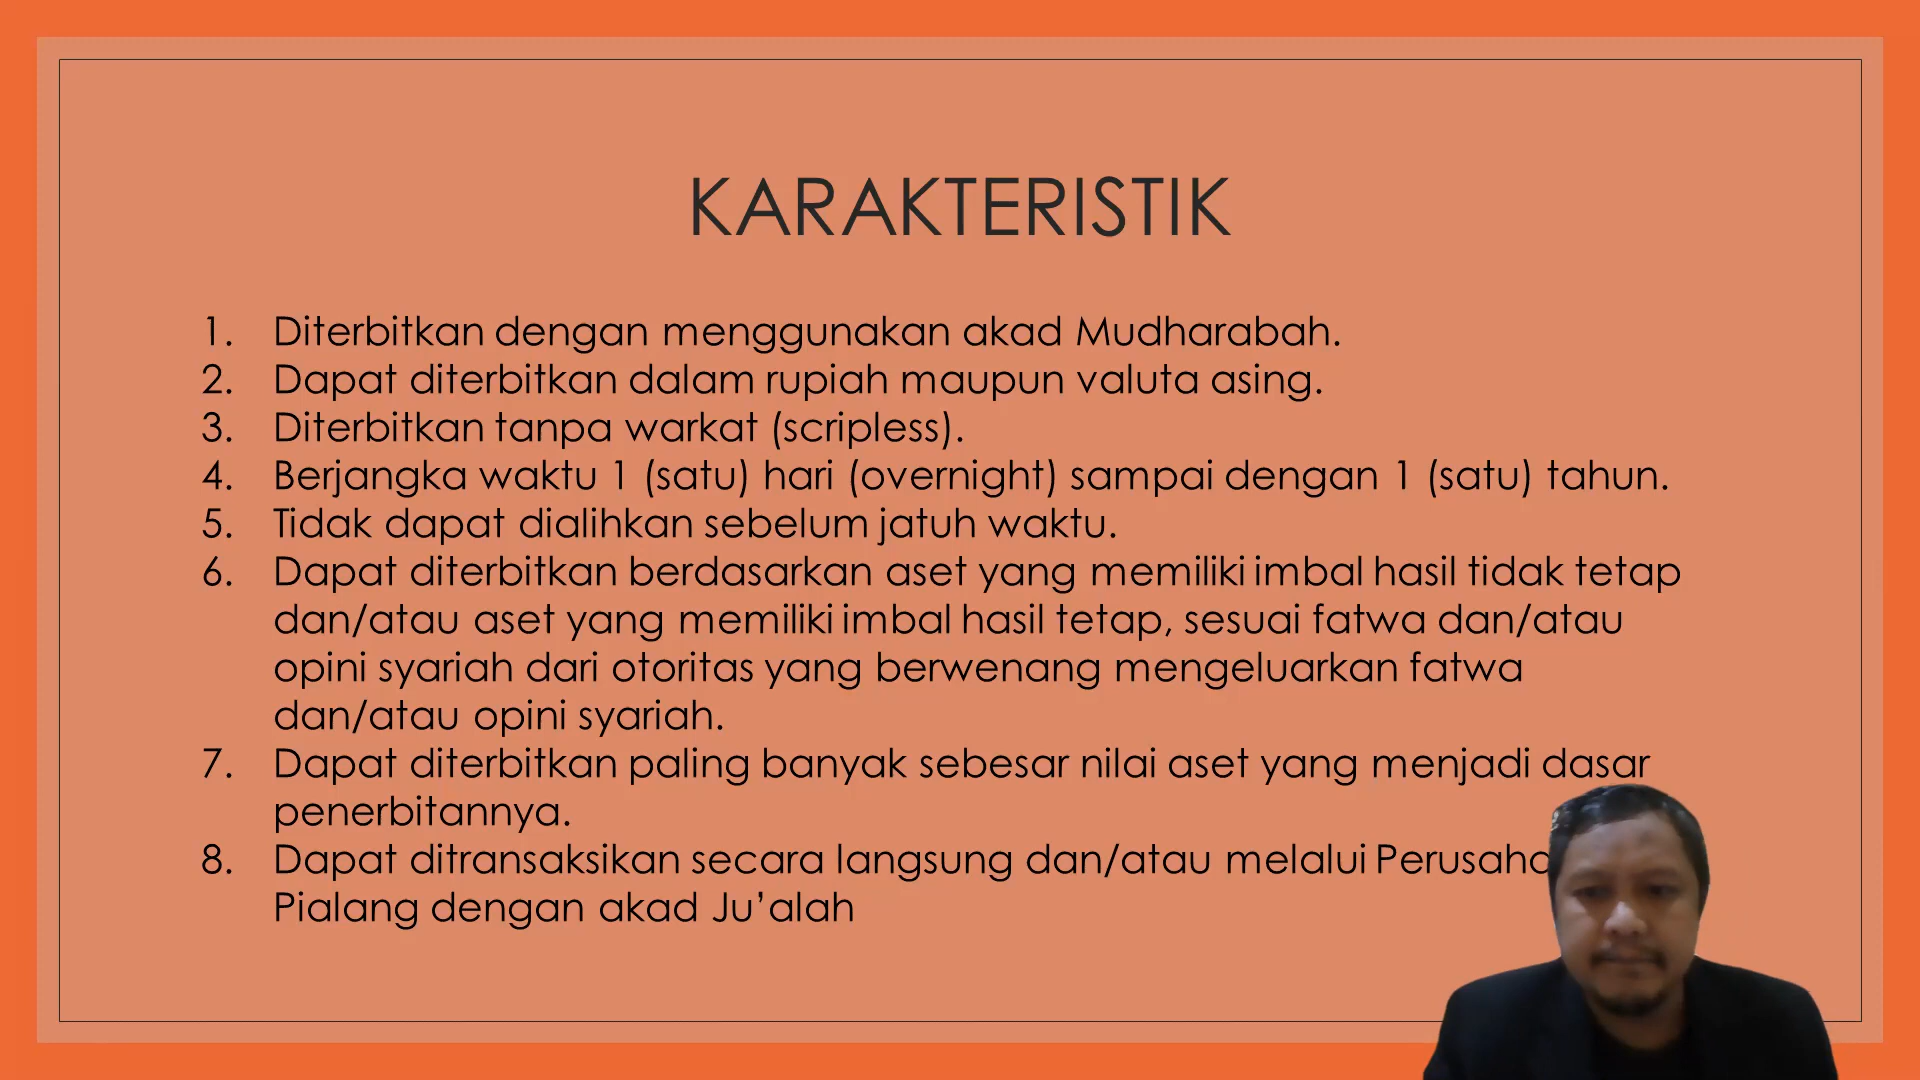 KARAKTERISTIK
1. Diterbitkan dengan menggunakan akad Mudharabah.
2. Dapat diterbitkan dalam rupiah maupun valuta asing.
3. Diterbitkan tanpa warkat (scripless).
4. Berjangka waktu 1 (satu) hari (overnight) sampai dengan 1 (satu) tahun.
5. Tidak dapat dialihkan sebelum jatuh waktu.
6. Dapat diterbitkan berdasarkan aset yang memiliki imbal hasil tidak tetap
dan/atau aset yang memiliki imbal hasil tetap, sesuai fatwa dan/atau
opini syariah dari otoritas yang berwenang mengeluarkan fatwa
dan/atau opini syariah.
7. Dapat diterbitkan paling banyak sebesar nilai aset yang menjadi dasar
penerbitannya.
8. Dapat ditransaksikan secara langsung dan/atau melalui
Pialang dengan akad Ju’alah